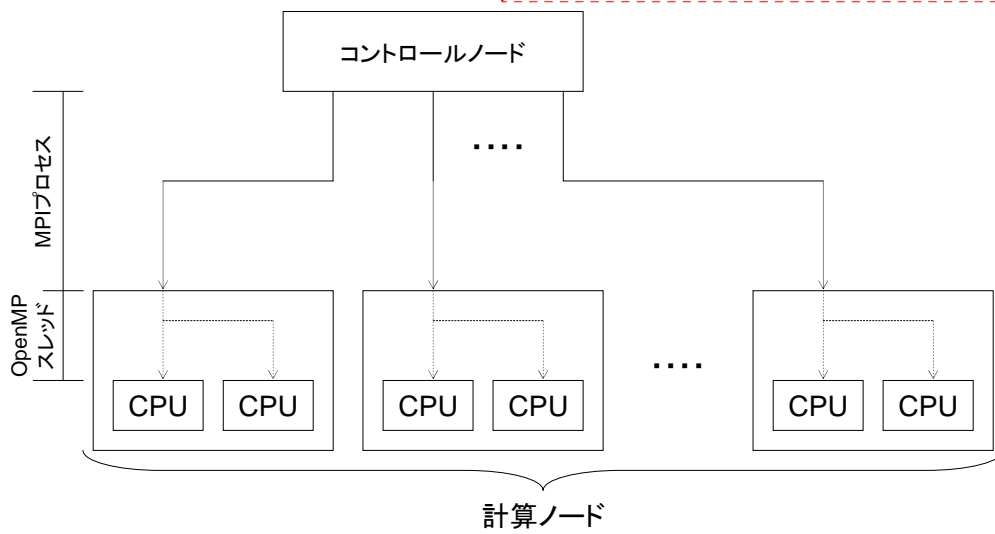 コントロールノード
....
MPIプロセス
OpenMP
スレッド
....
CPU CPU CPU CPU CPU CPU
計算ノード